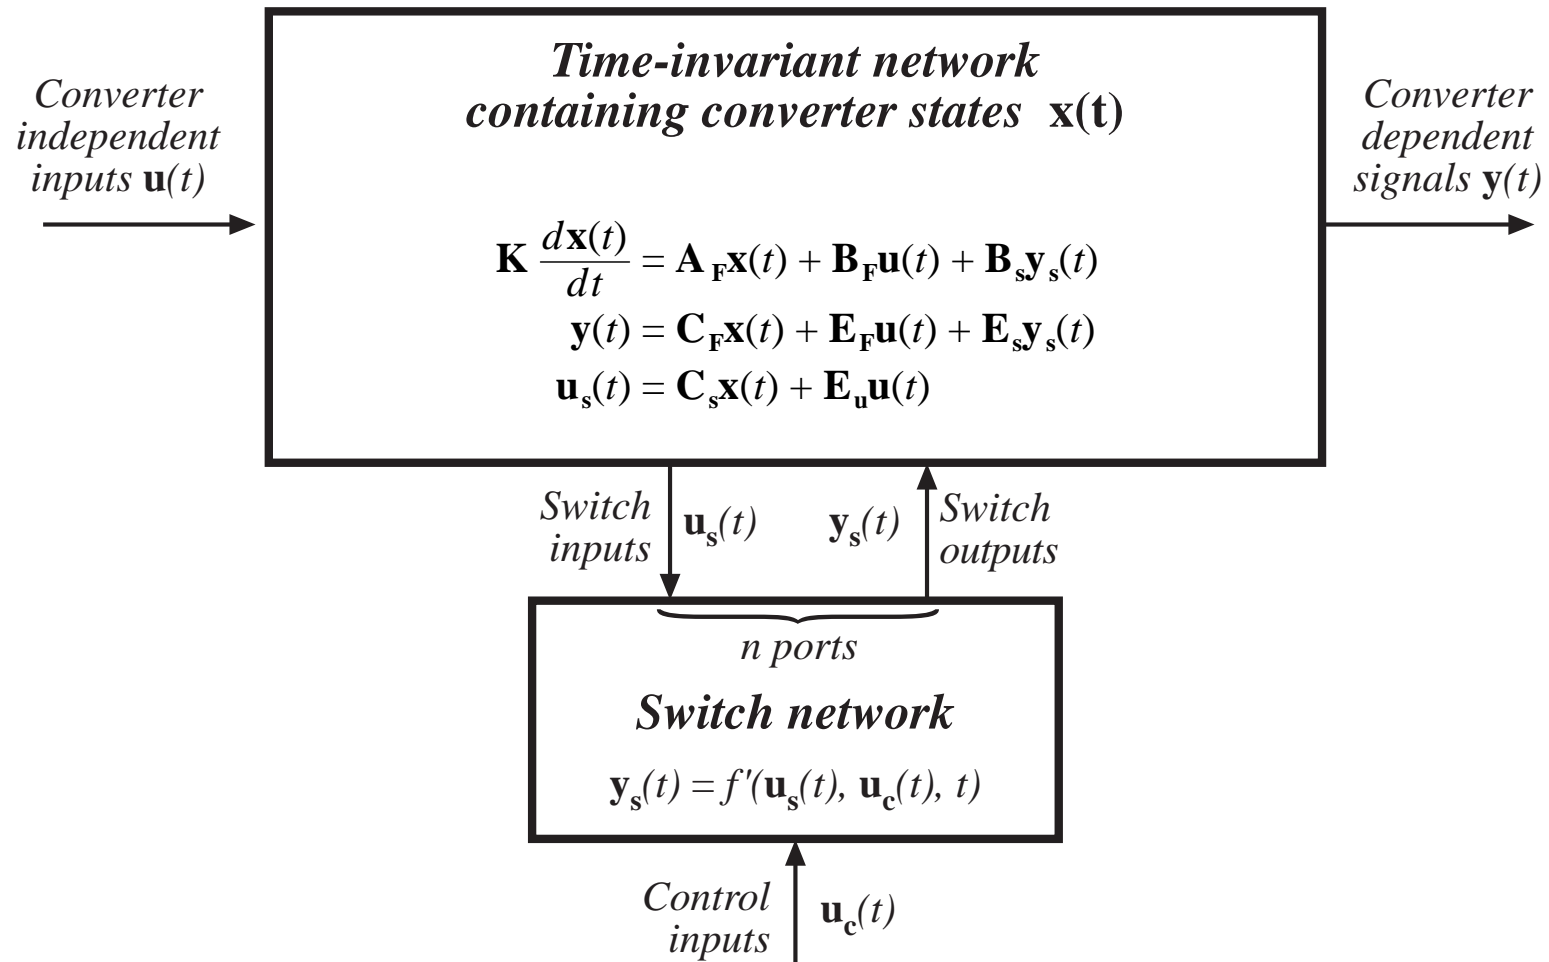 Time-invariant network
containing converter states x(t)
Converter
independent
inputs u(t)
Converter
dependent
signals y(t)
K dx(t)/dt = A_F x(t) + B_F u(t) + B_s y_s(t)
y(t) = C_F x(t) + E_F u(t) + E_s y_s(t)
u_s(t) = C_s x(t) + E_u u(t)
Switch
inputs
u_s(t)
y_s(t)
Switch
outputs
n ports
Switch network
y_s(t) = f'(u_s(t), u_c(t), t)
Control
inputs
u_c(t)